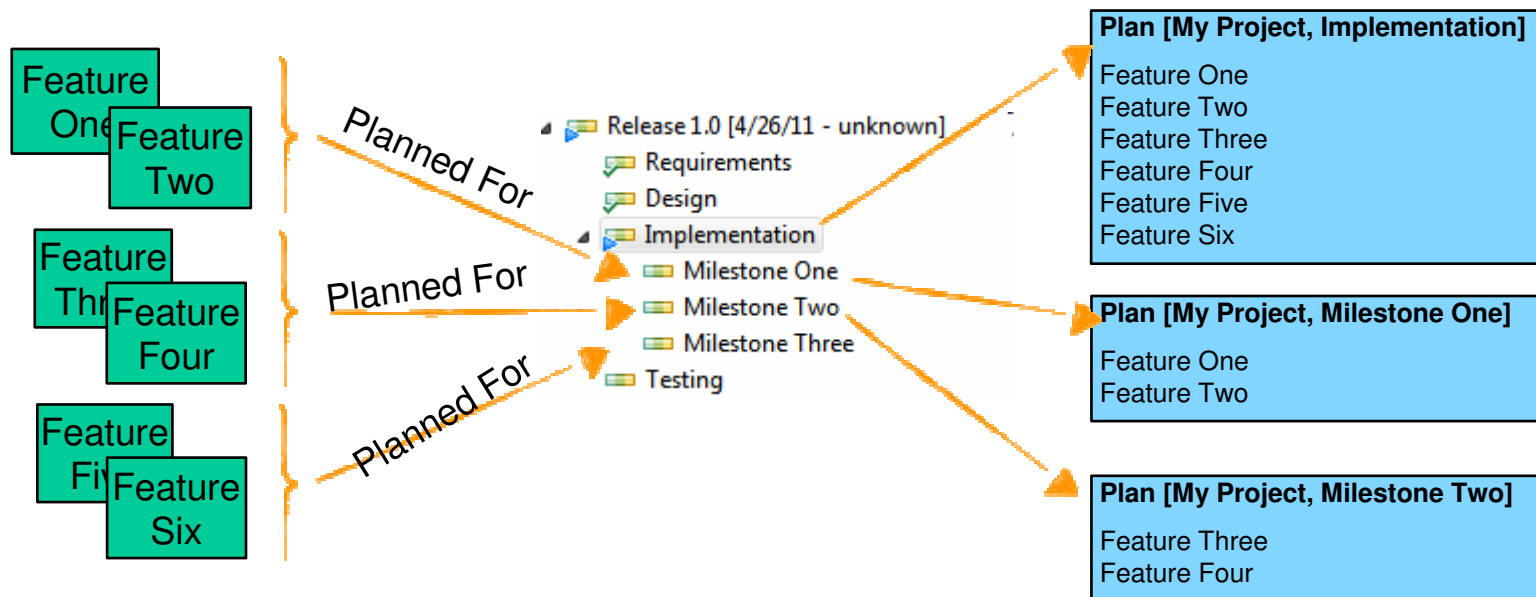 Feature
One
Feature
Two
Feature
Three
Feature
Four
Feature
Five
Feature
Six
Planned For
Planned For
Planned For
Release 1.0 [4/26/11 - unknown]
Requirements
Design
Implementation
Milestone One
Milestone Two
Milestone Three
Testing
Plan [My Project, Implementation]
Feature One
Feature Two
Feature Three
Feature Four
Feature Five
Feature Six
Plan [My Project, Milestone One]
Feature One
Feature Two
Plan [My Project, Milestone Two]
Feature Three
Feature Four